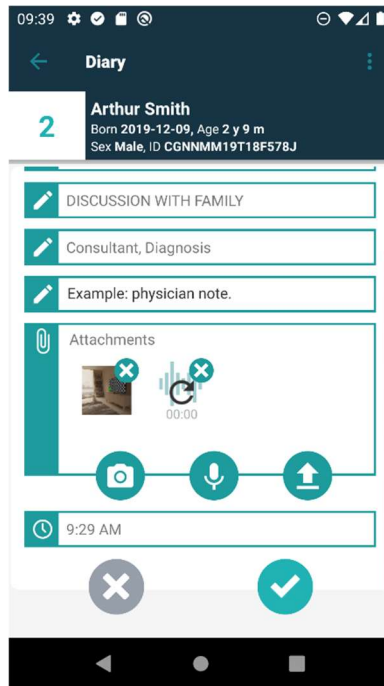 09:39
Diary
2
Arthur Smith
Born 2019-12-09, Age 2 y 9 m
Sex Male, ID CGNNMM19T18F578J
DISCUSSION WITH FAMILY
Consultant, Diagnosis
Example: physician note.
Attachments
00:00
9:29 AM